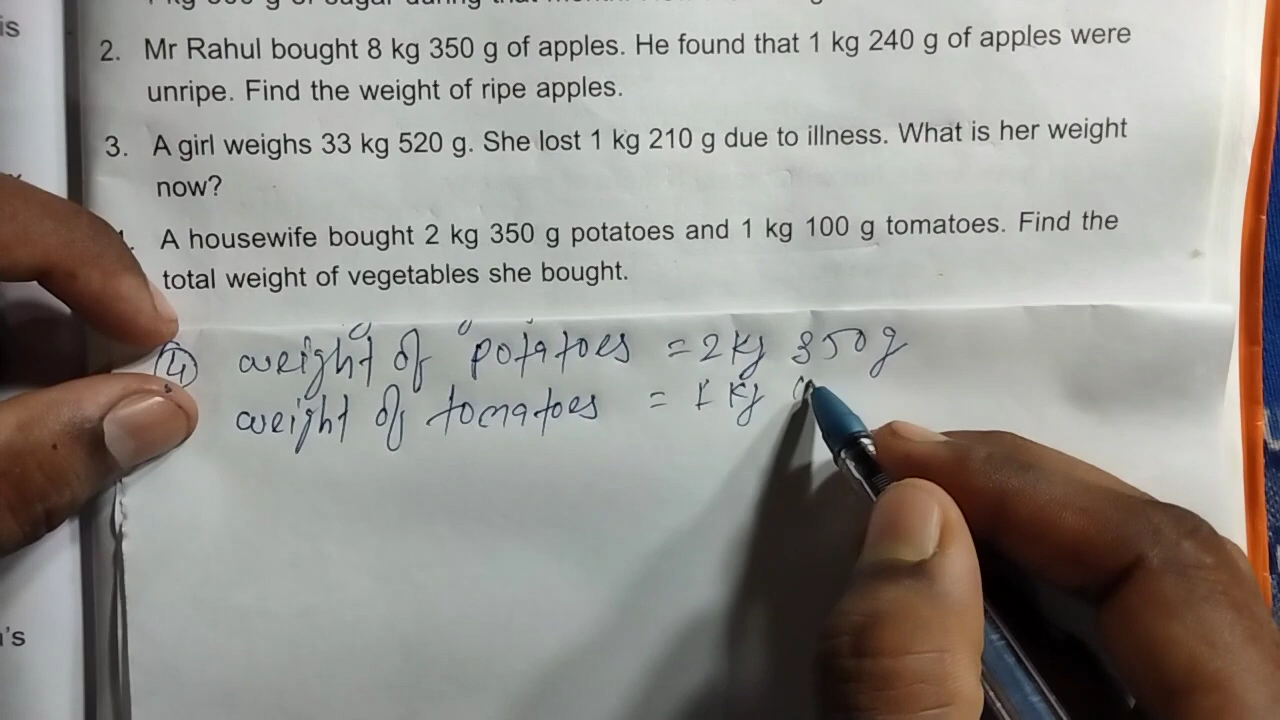 is
2. Mr Rahul bought 8 kg 350 g of apples. He found that 1 kg 240 g of apples were
unripe. Find the weight of ripe apples.
3. A girl weighs 33 kg 520 g. She lost 1 kg 210 g due to illness. What is her weight
now?
A housewife bought 2 kg 350 g potatoes and 1 kg 100 g tomatoes. Find the
total weight of vegetables she bought.
4 weight of potatoes = 2 kg 350 g
weight of tomatoes = 1 kg
's